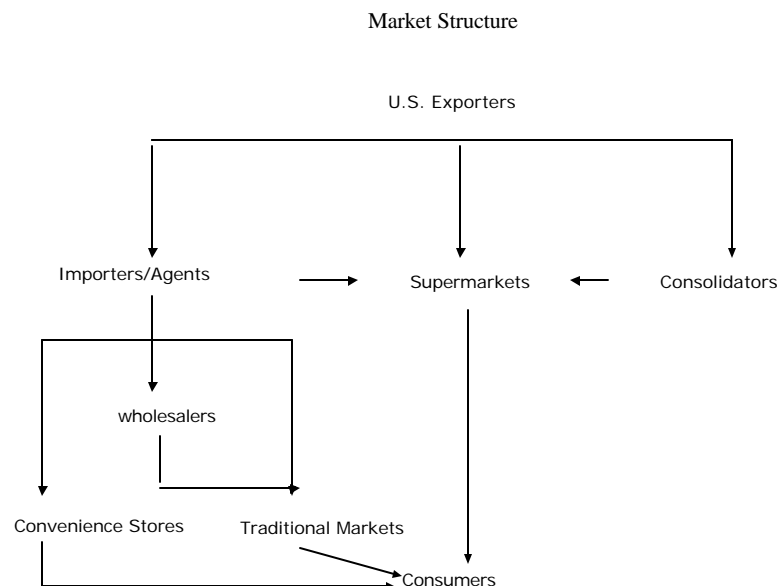 Market Structure
U.S. Exporters
Importers/Agents
Supermarkets
Consolidators
wholesalers
Convenience Stores
Traditional Markets
Consumers